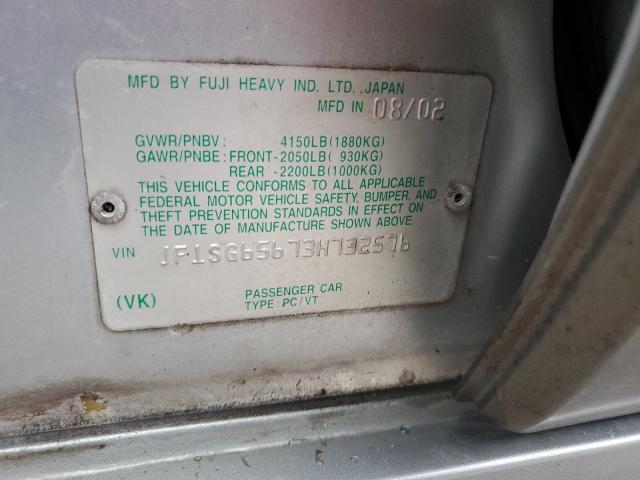 MFD BY FUJI HEAVY IND. LTD. ,JAPAN
MFD IN 08/02
GVWR/PNBV : 4150LB(1880KG)
GAWR/PNBE : FRONT-2050LB( 930KG)
REAR -2200LB(1000KG)
THIS VEHICLE CONFORMS TO ALL APPLICABLE
FEDERAL MOTOR VEHICLE SAFETY, BUMPER, AND
THEFT PREVENTION STANDARDS IN EFFECT ON
THE DATE OF MANUFACTURE SHOWN ABOVE.
VIN JF1SG65673H732576
(VK) PASSENGER CAR
TYPE : PC/VT